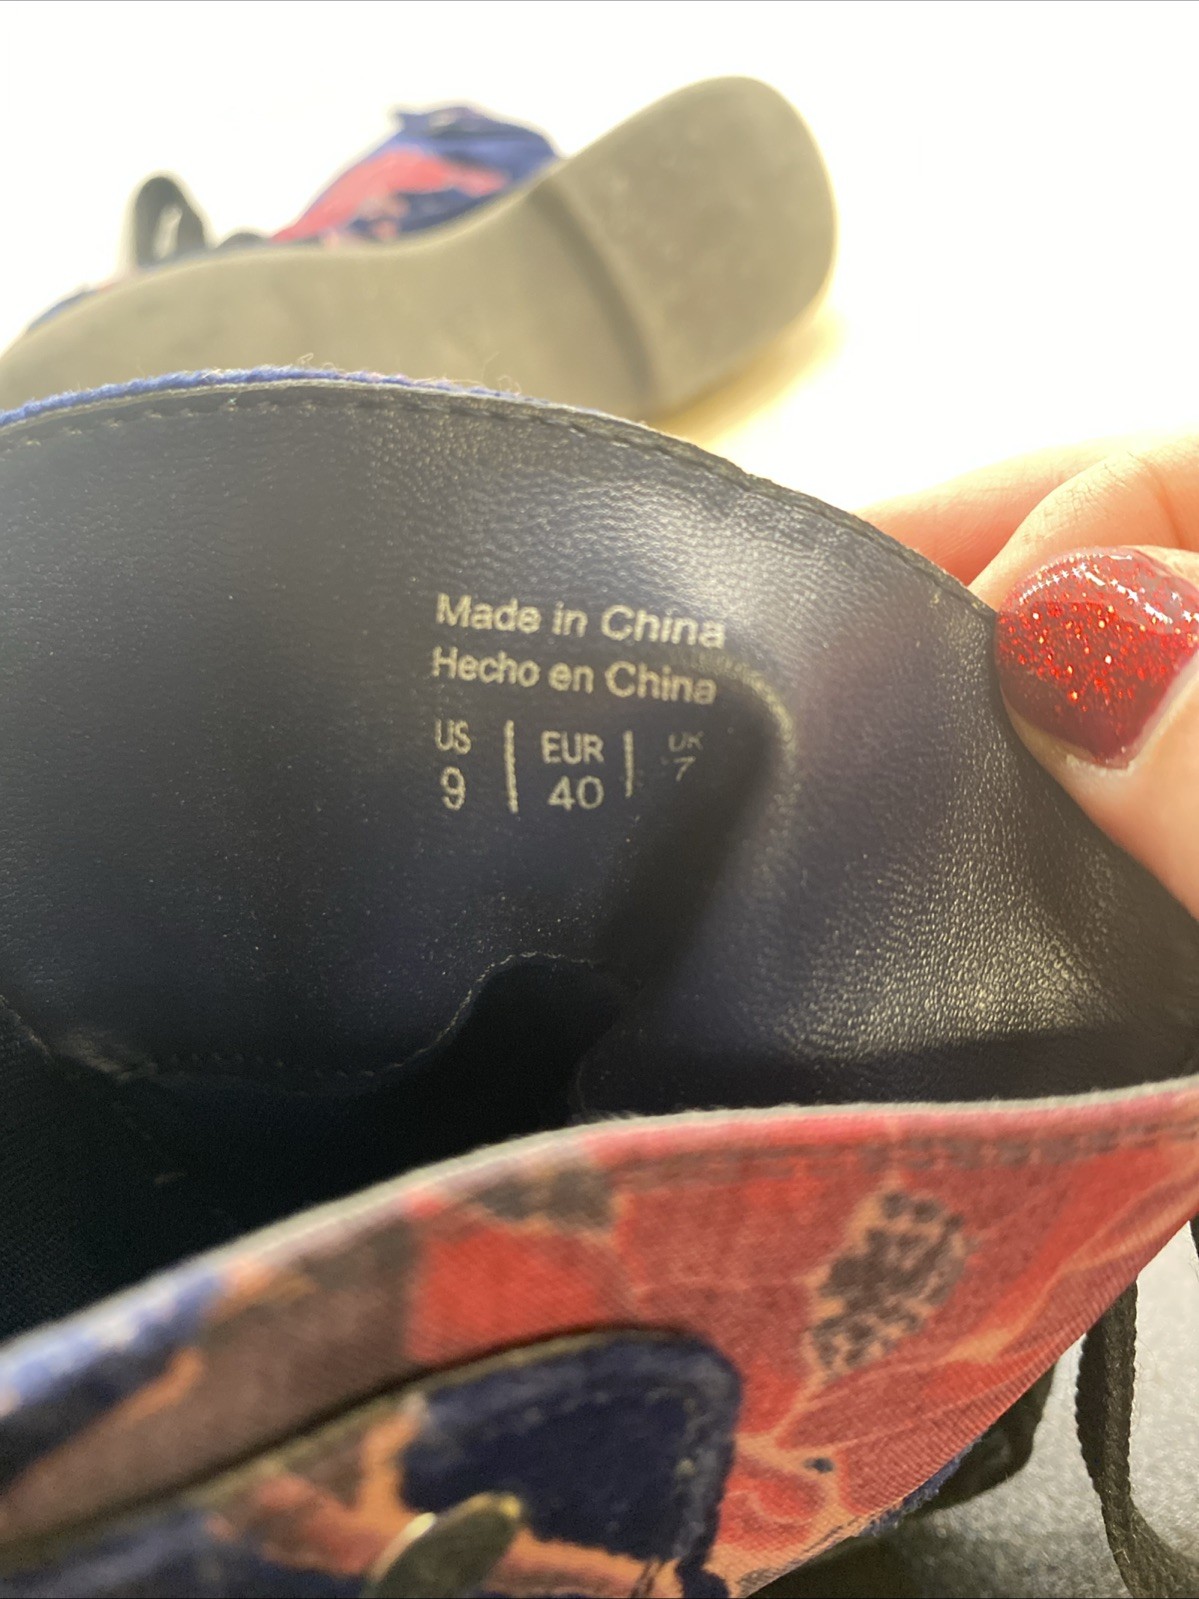 Made in China
Hecho en China
US | EUR | UK
9 | 40 | 7